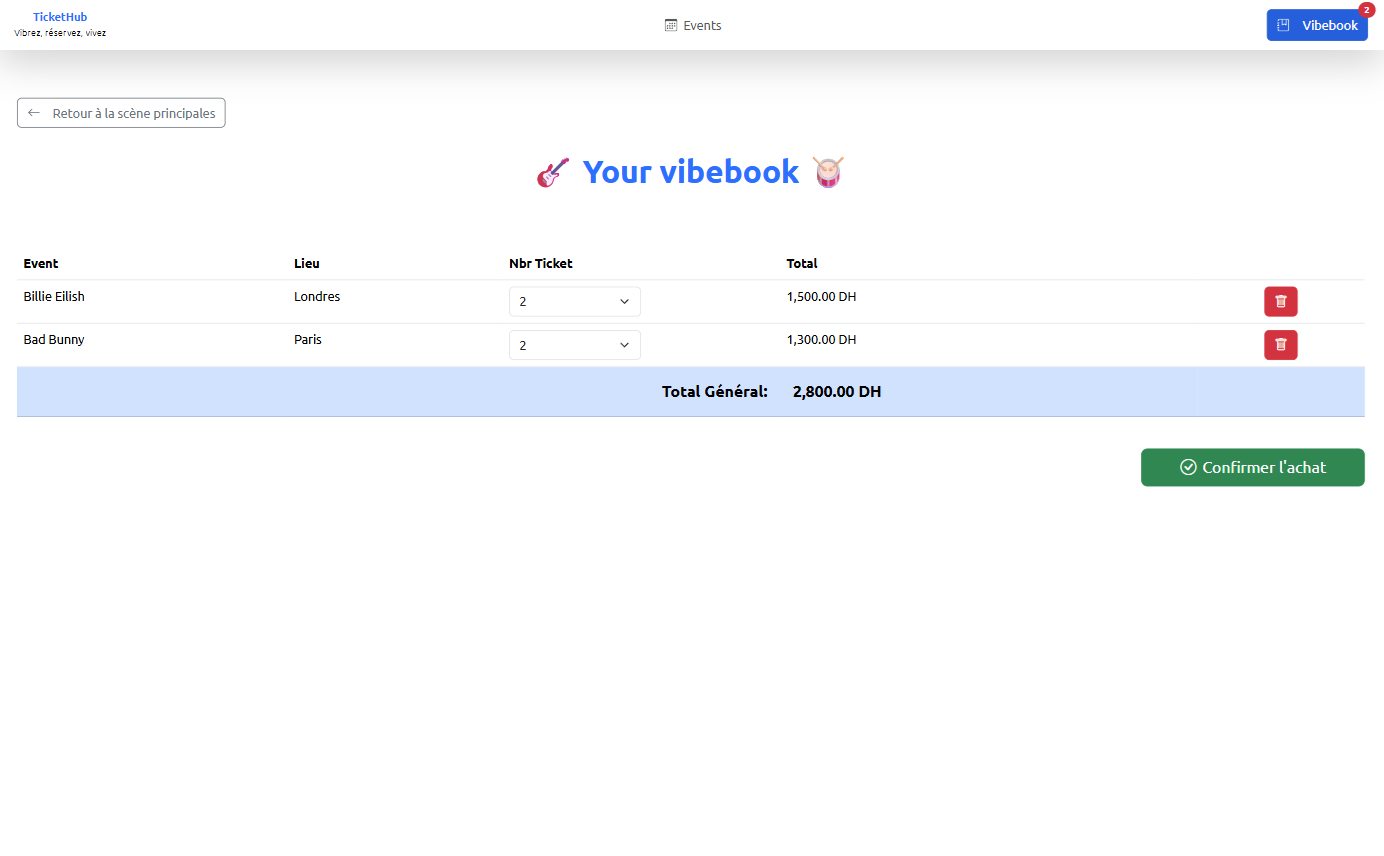 TicketHub
Vibrez, réservez, vivez
Events
Vibebook
2
Retour à la scène principales
Your vibebook
Event Lieu Nbr Ticket Total
Billie Eilish Londres 2 1,500.00 DH
Bad Bunny Paris 2 1,300.00 DH
Total Général: 2,800.00 DH
Confirmer l'achat